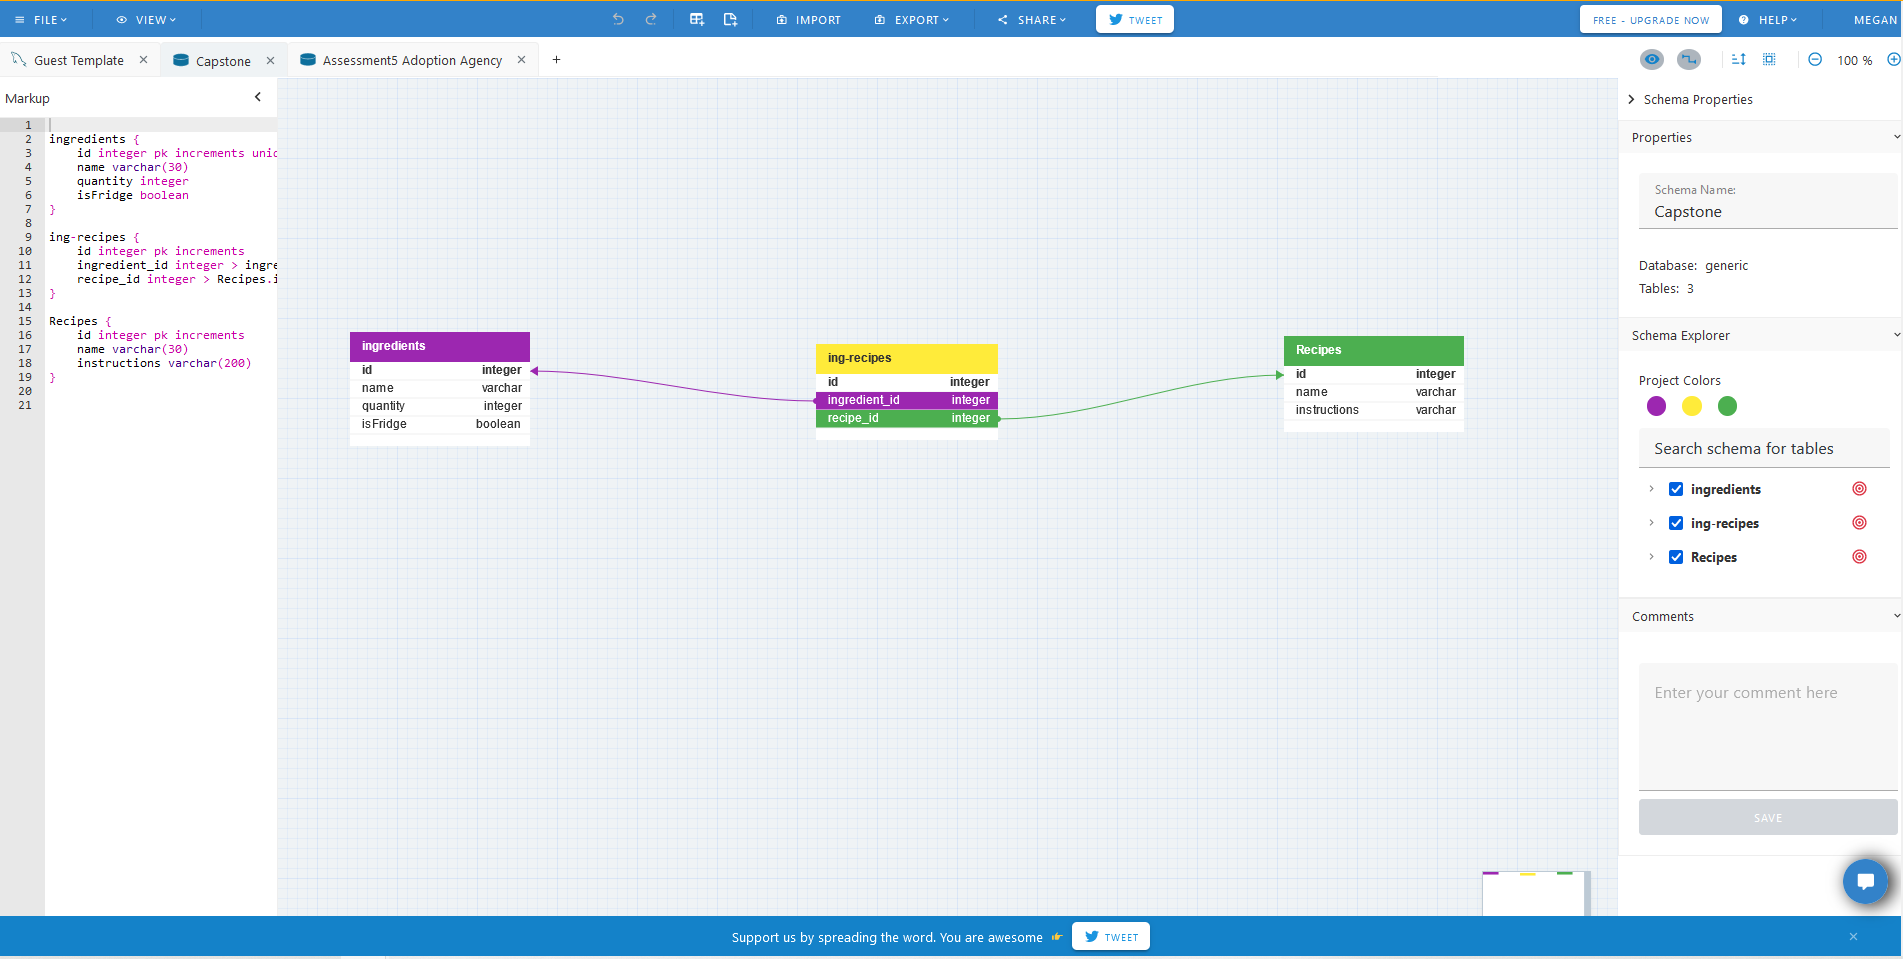 FILE VIEW IMPORT EXPORT SHARE TWEET FREE - UPGRADE NOW HELP MEGAN
Guest Template Capstone Assessment5 Adoption Agency + 100 %
Markup
1
2 ingredients {
3 id integer pk increments
4 name varchar(30)
5 quantity integer
6 isFridge boolean
7 }
8
9 ing-recipes {
10 id integer pk increments
11 ingredient_id integer >
12 recipe_id integer >
13 }
14
15 Recipes {
16 id integer pk increments
17 name varchar(30)
18 instructions varchar(200)
19 }
20
21
ingredients
id integer
name varchar
quantity integer
isFridge boolean
ing-recipes
id integer
ingredient_id integer
recipe_id integer
Recipes
id integer
name varchar
instructions varchar
Schema Properties
Properties
Schema Name:
Capstone
Database: generic
Tables: 3
Schema Explorer
Project Colors
Search schema for tables
ingredients
ing-recipes
Recipes
Comments
Enter your comment here
SAVE
Support us by spreading the word. You are awesome TWEET